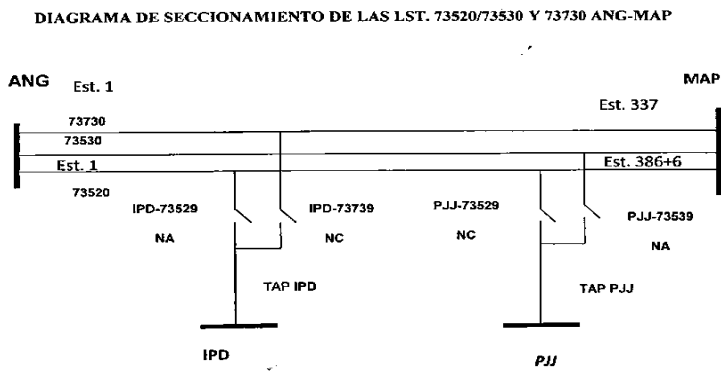 DIAGRAMA DE SECCIONAMIENTO DE LAS LST. 73520/73530 Y 73730 ANG-MAP
ANG
Est. 1
MAP
Est. 337
73730
73530
Est. 1
Est. 386+6
73520
IPD-73529
NA
IPD-73739
NC
PJJ-73529
NC
PJJ-73539
NA
TAP IPD
TAP PJJ
IPD
PJJ